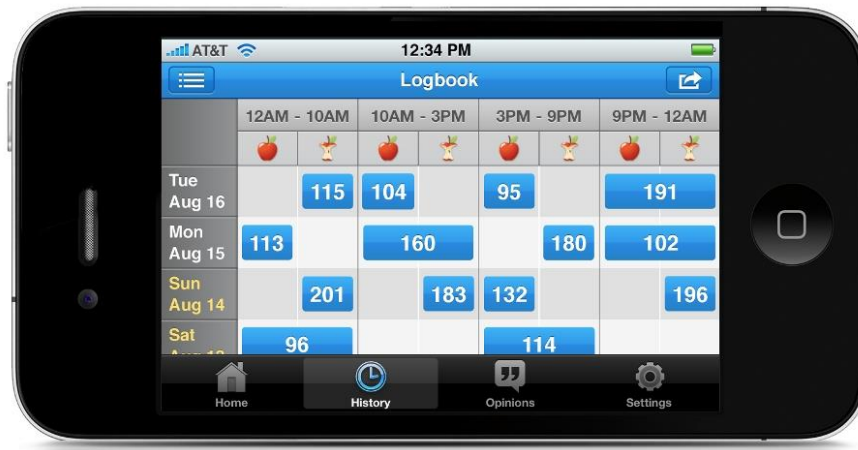 AT&T 12:34 PM
Logbook
12AM - 10AM 10AM - 3PM 3PM - 9PM 9PM - 12AM
Tue
Aug 16 115 104 95 191
Mon
Aug 15 113 160 180 102
Sun
Aug 14 201 183 132 196
Sat
96 114
Home History Opinions Settings